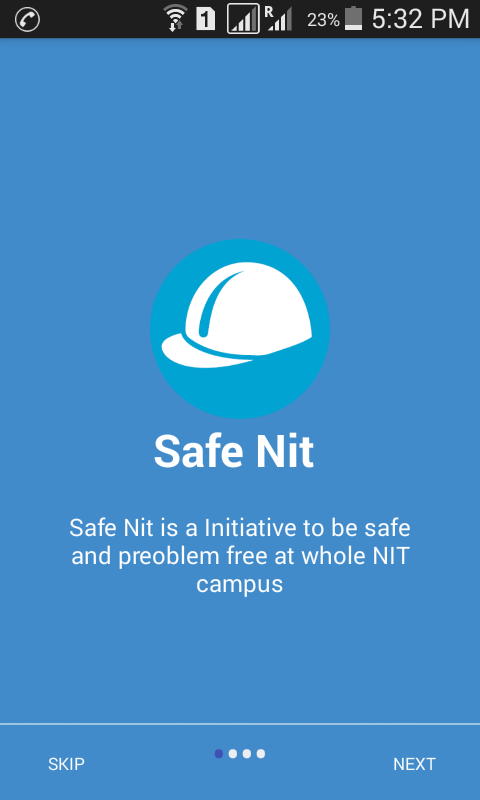 1 R 23% 5:32 PM
Safe Nit
Safe Nit is a Initiative to be safe
and preoblem free at whole NIT
campus
SKIP NEXT